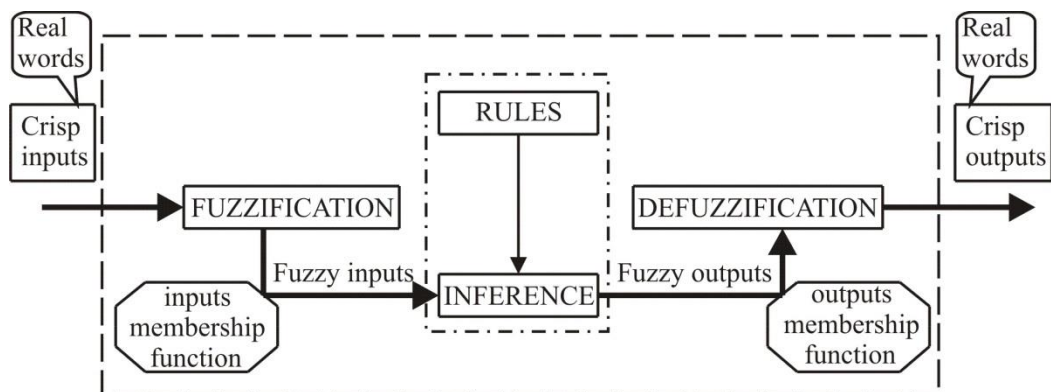 Real
words
Crisp
inputs
RULES
Real
words
Crisp
outputs
FUZZIFICATION
DEFUZZIFICATION
Fuzzy inputs
INFERENCE
Fuzzy outputs
inputs
membership
function
outputs
membership
function